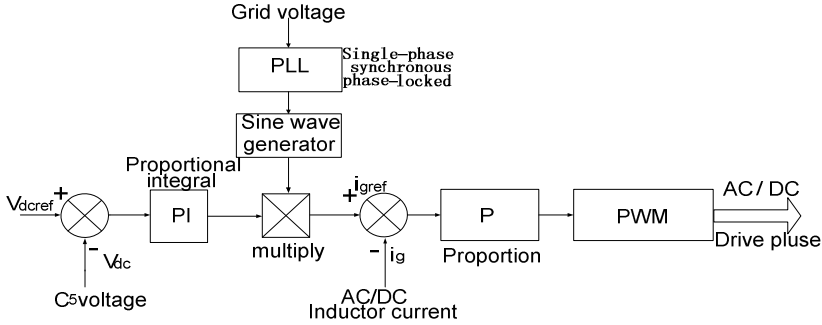 Grid voltage
PLL
Single-phase
synchronous
phase-locked
Sine wave
generator
Proportional
integral
Vdcref
+
PI
multiply
+
igref
P
Proportion
PWM
AC/DC
Drive pluse
-
Vdc
C5voltage
-
ig
AC/DC
Inductor current